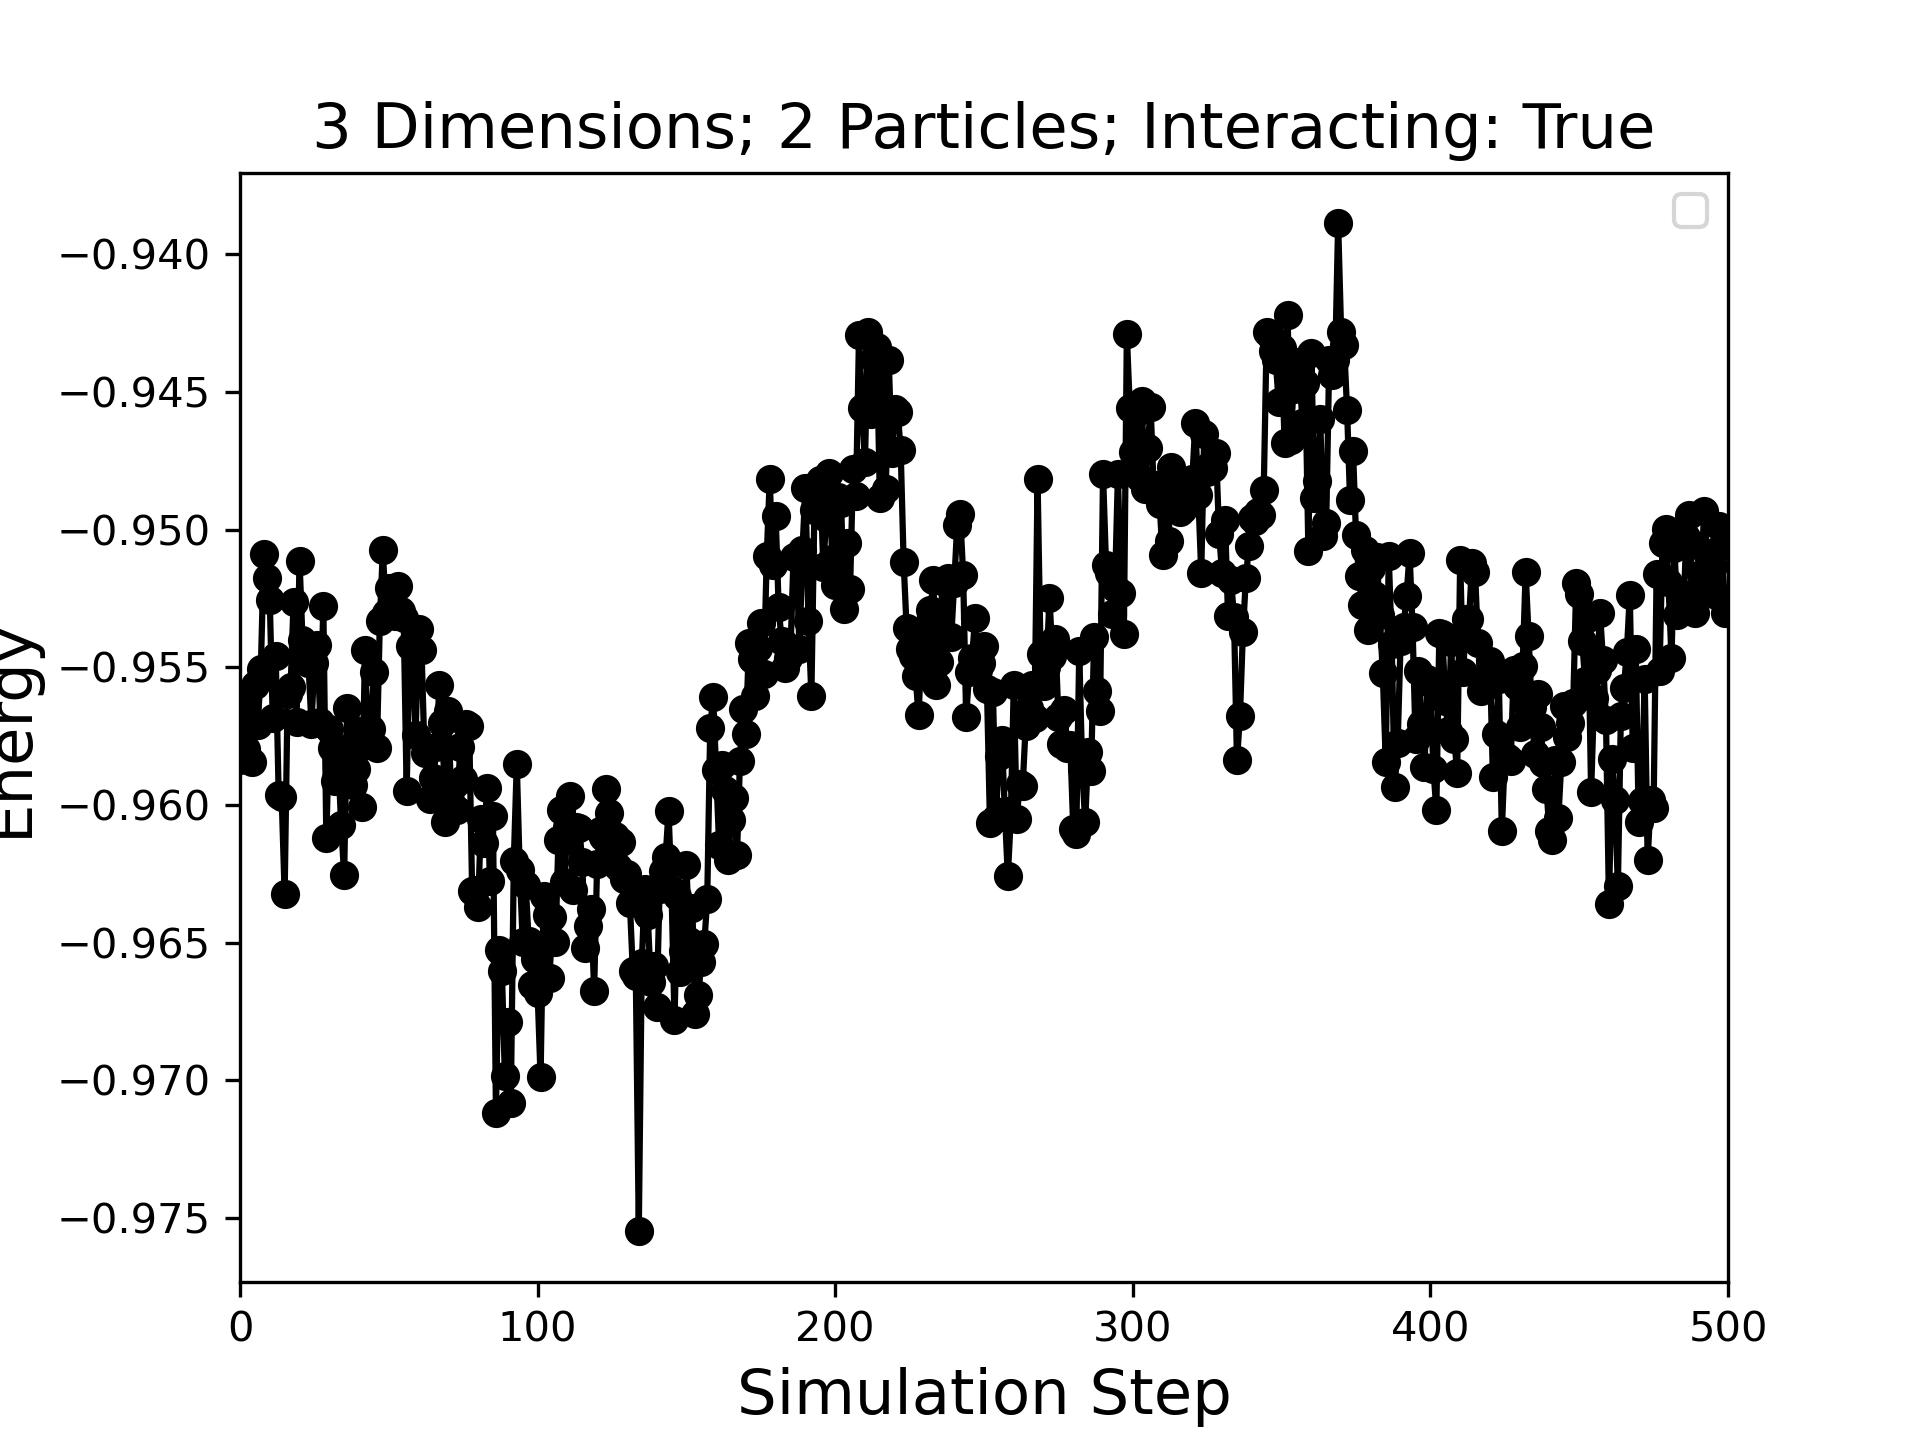 3 Dimensions; 2 Particles; Interacting: True
−0.940
−0.945
−0.950
−0.955
−0.960
−0.965
−0.970
−0.975
Energy
0 100 200 300 400 500
Simulation Step